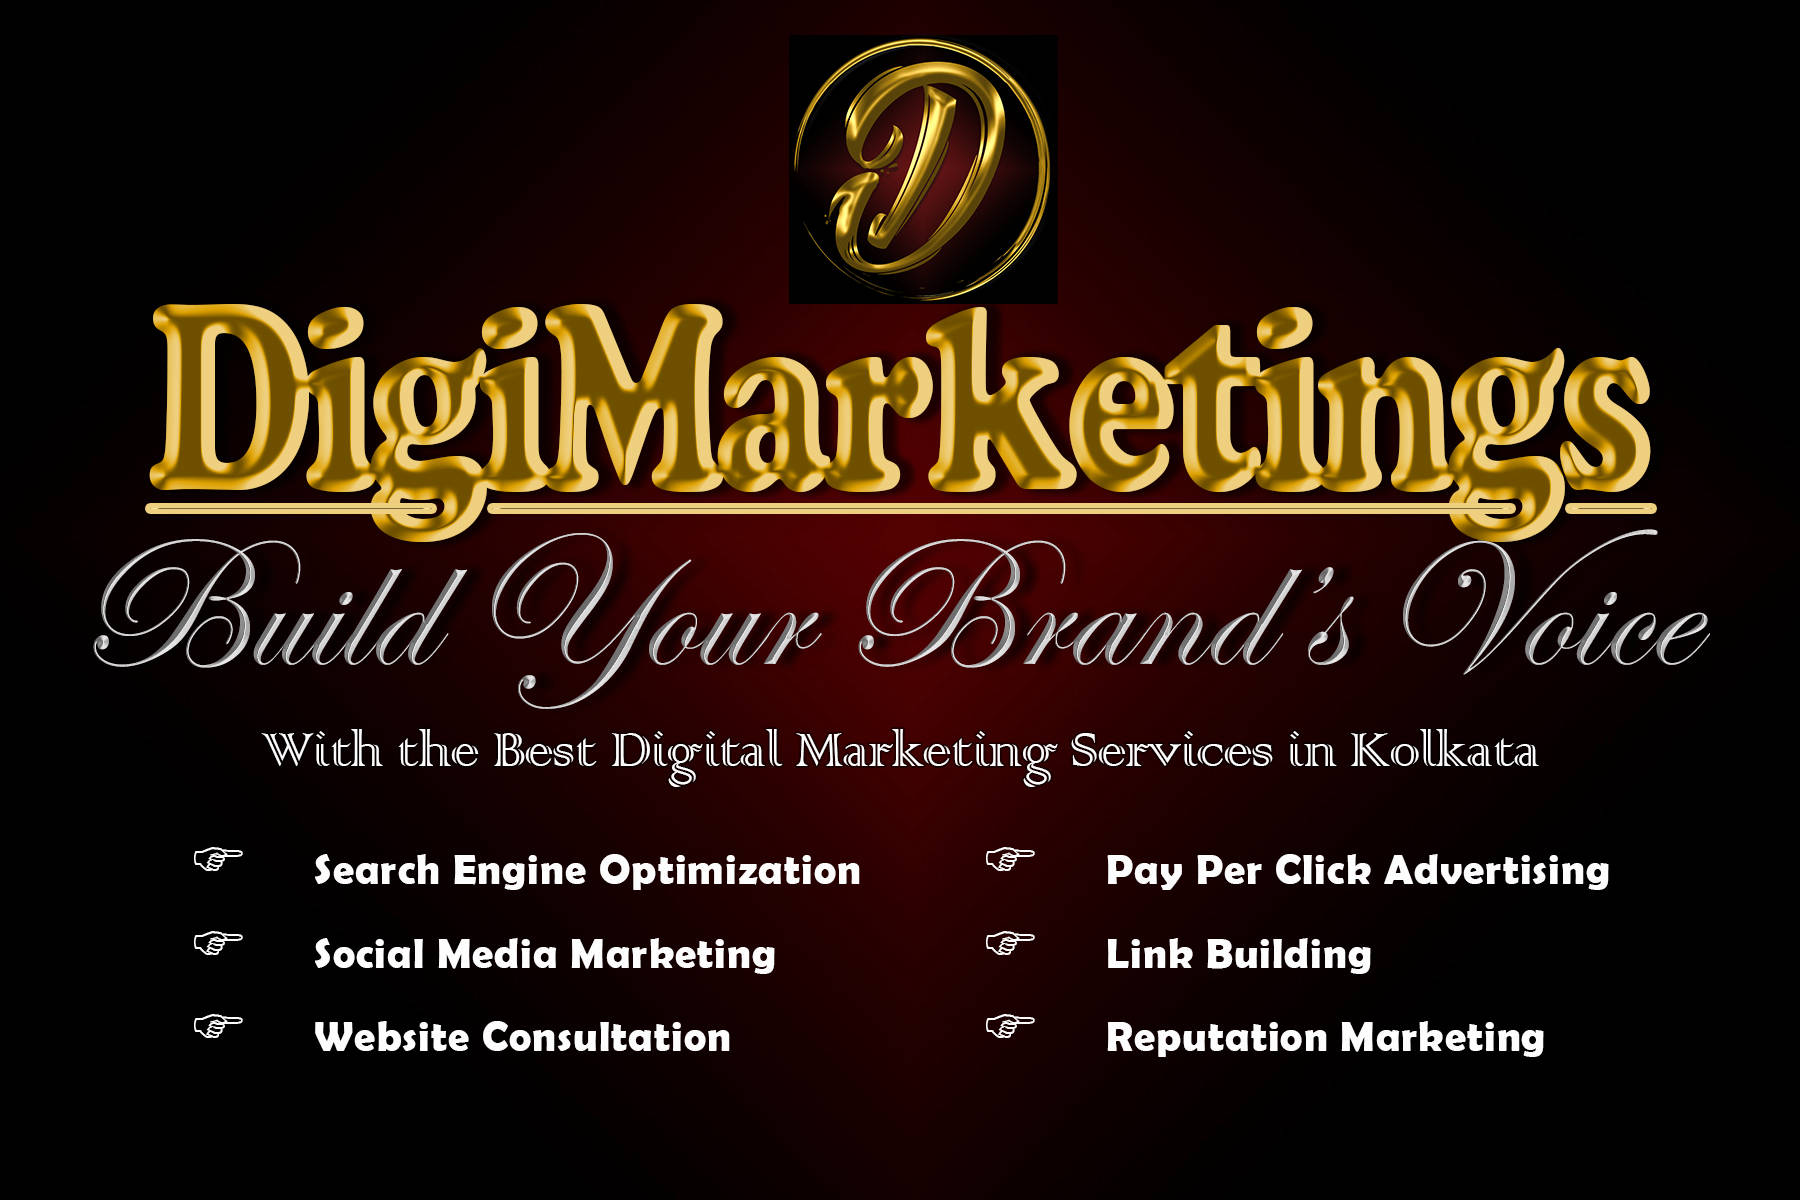 D
DigiMarketings
Build Your Brand's Voice
With the Best Digital Marketing Services in Kolkata
Search Engine Optimization
Pay Per Click Advertising
Social Media Marketing
Link Building
Website Consultation
Reputation Marketing